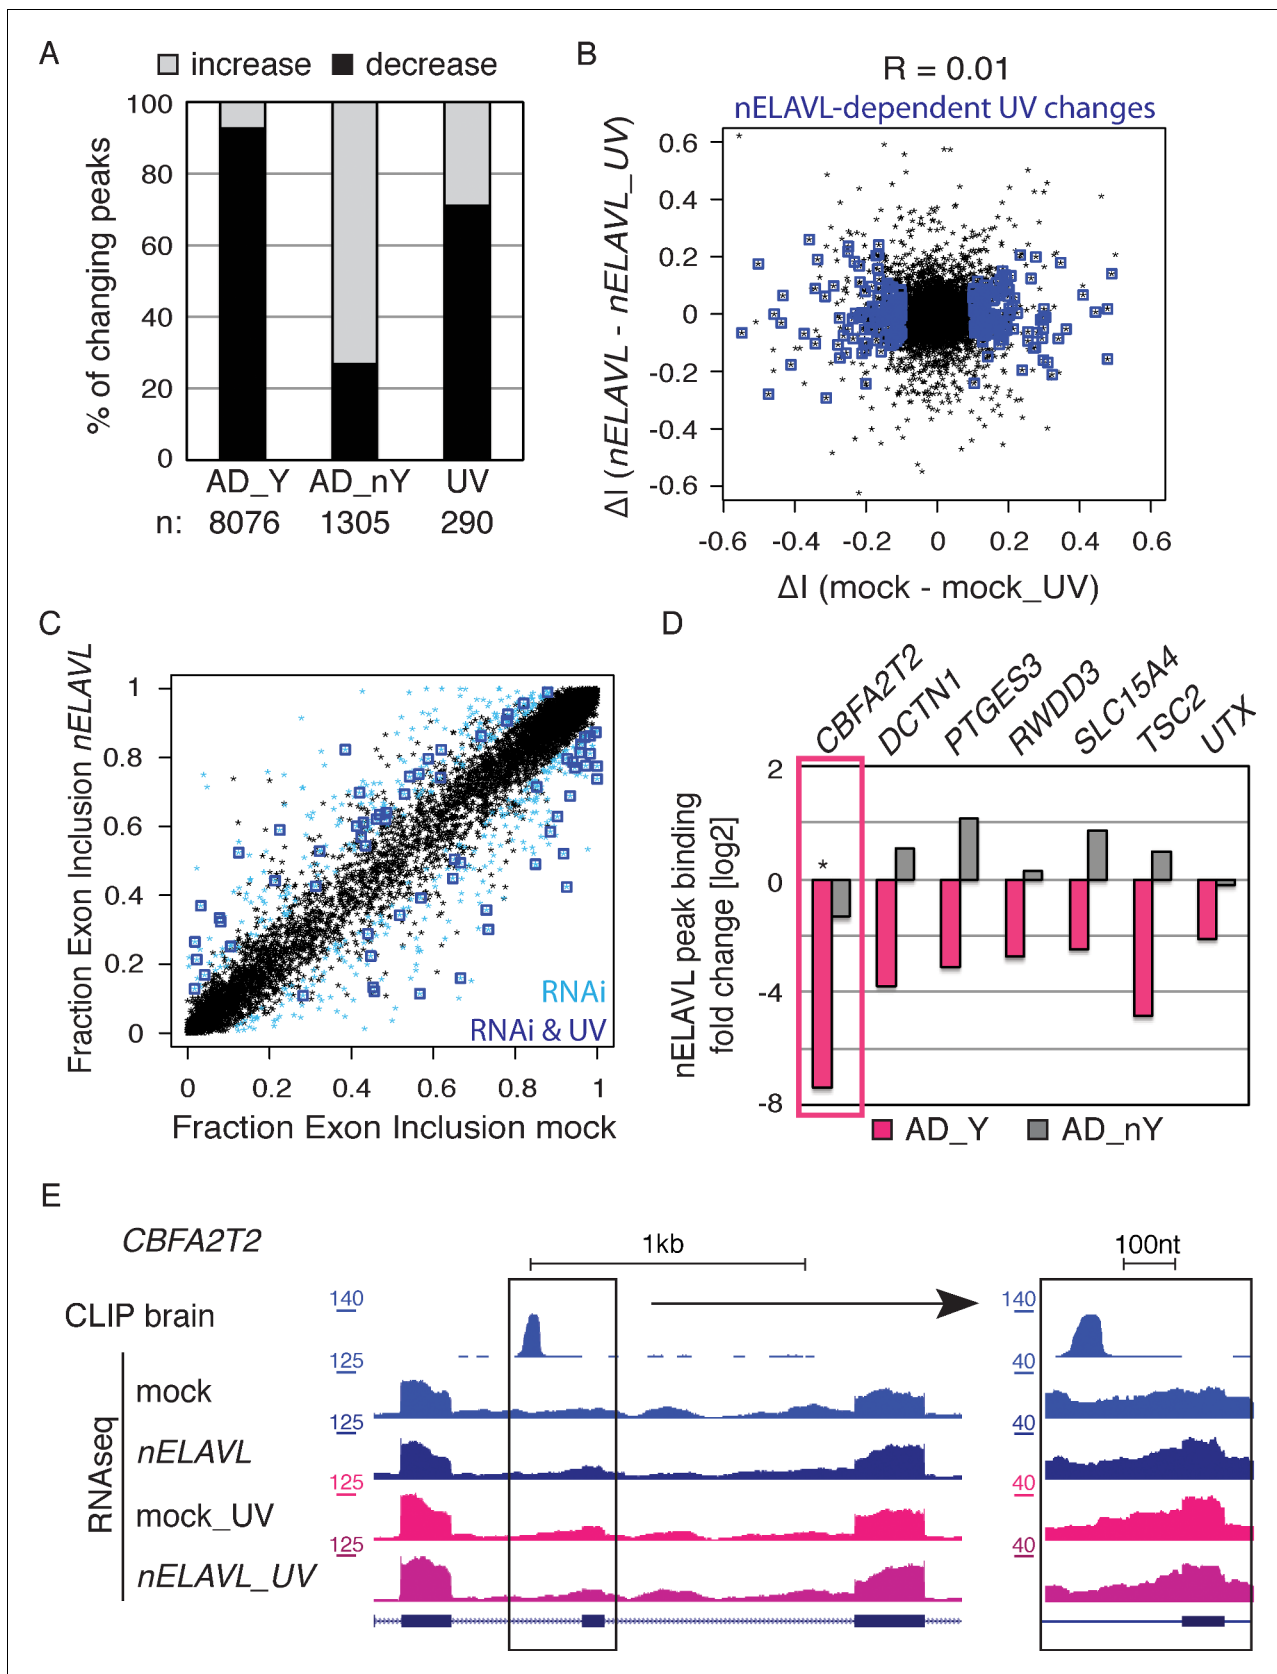 A
increase decrease
% of changing peaks
100
80
60
40
20
0
AD_Y AD_nY UV
n: 8076 1305 290
B
R = 0.01
nELAVL-dependent UV changes
ΔI (nELAVL - nELAVL_UV)
0.6
0.4
0.2
0
-0.2
-0.4
-0.6
-0.6 -0.4 -0.2 0 0.2 0.4 0.6
ΔI (mock - mock_UV)
C
Fraction Exon Inclusion nELAVL
1
0.8
0.6
0.4
0.2
0
RNAi
RNAi & UV
0 0.2 0.4 0.6 0.8 1
Fraction Exon Inclusion mock
D
CBFA2T2
DCTN1
PTGES3
RWDD3
SLC15A4
TSC2
UTX
nELAVL peak binding
fold change [log2]
2
0
-4
-8
*
AD_Y AD_nY
E
CBFA2T2
1kb
100nt
CLIP brain
140
140
RNAseq
mock
125
40
nELAVL
125
40
mock_UV
125
40
nELAVL_UV
125
40